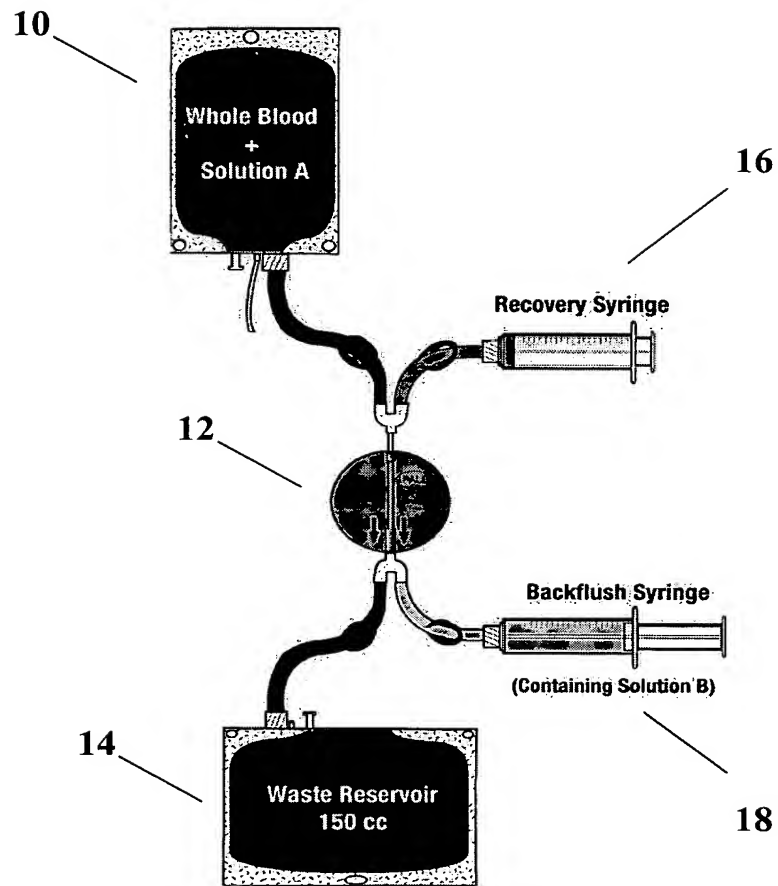 10
Whole Blood
+
Solution A
16
Recovery Syringe
12
Backflush Syringe
(Containing Solution B)
14
Waste Reservoir
150 cc
18